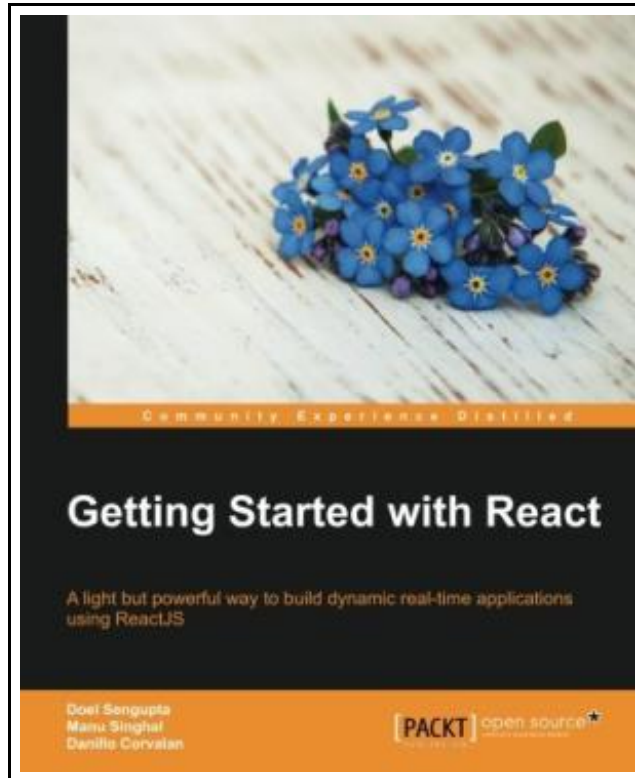 Community Experience Distilled
Getting Started with React
A light but powerful way to build dynamic real-time applications
using ReactJS
Doel Sengupta
Manu Singhal
Danillo Corvalan
[PACKT] open source*